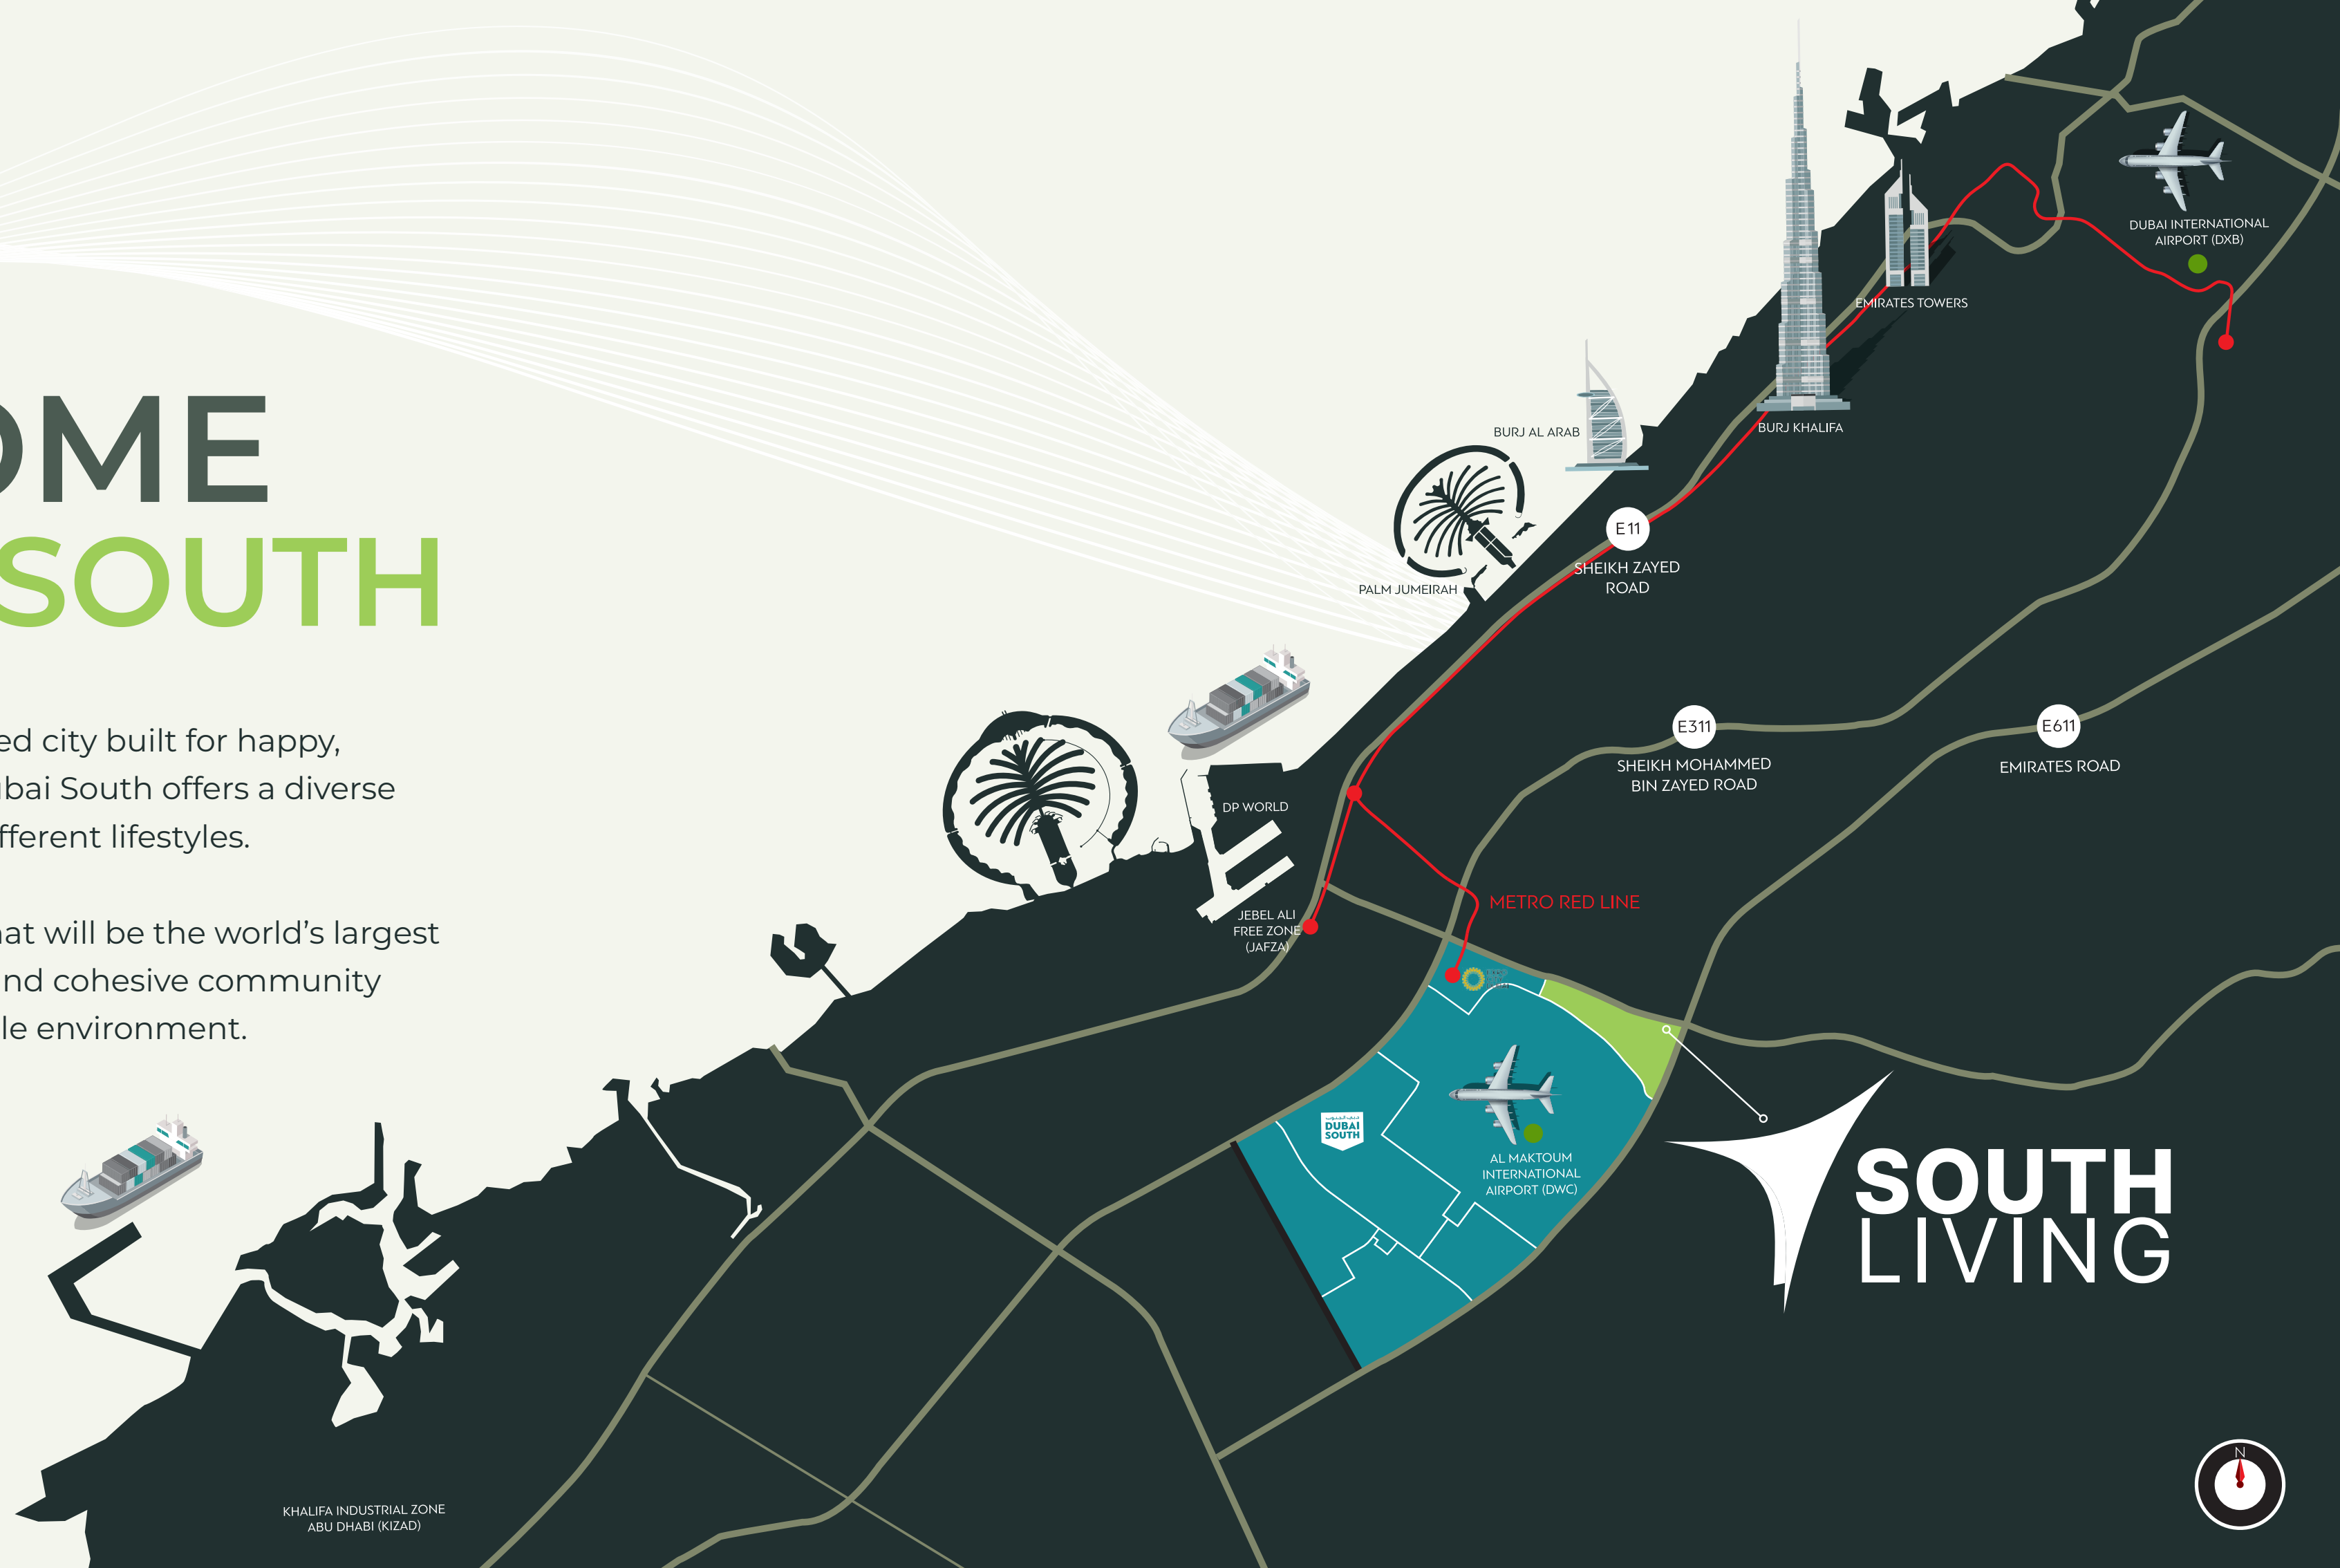 OME
SOUTH
ed city built for happy,
bai South offers a diverse
fferent lifestyles.
at will be the world's largest
nd cohesive community
le environment.
DUBAI INTERNATIONAL
AIRPORT (DXB)
EMIRATES TOWERS
BURJ KHALIFA
BURJ AL ARAB
PALM JUMEIRAH
E11
SHEIKH ZAYED
ROAD
E311
SHEIKH MOHAMMED
BIN ZAYED ROAD
E611
EMIRATES ROAD
DP WORLD
JEBEL ALI
FREE ZONE
(JAFZA)
METRO RED LINE
دبي الجنوب
DUBAI
SOUTH
AL MAKTOUM
INTERNATIONAL
AIRPORT (DWC)
SOUTH
LIVING
KHALIFA INDUSTRIAL ZONE
ABU DHABI (KIZAD)
N